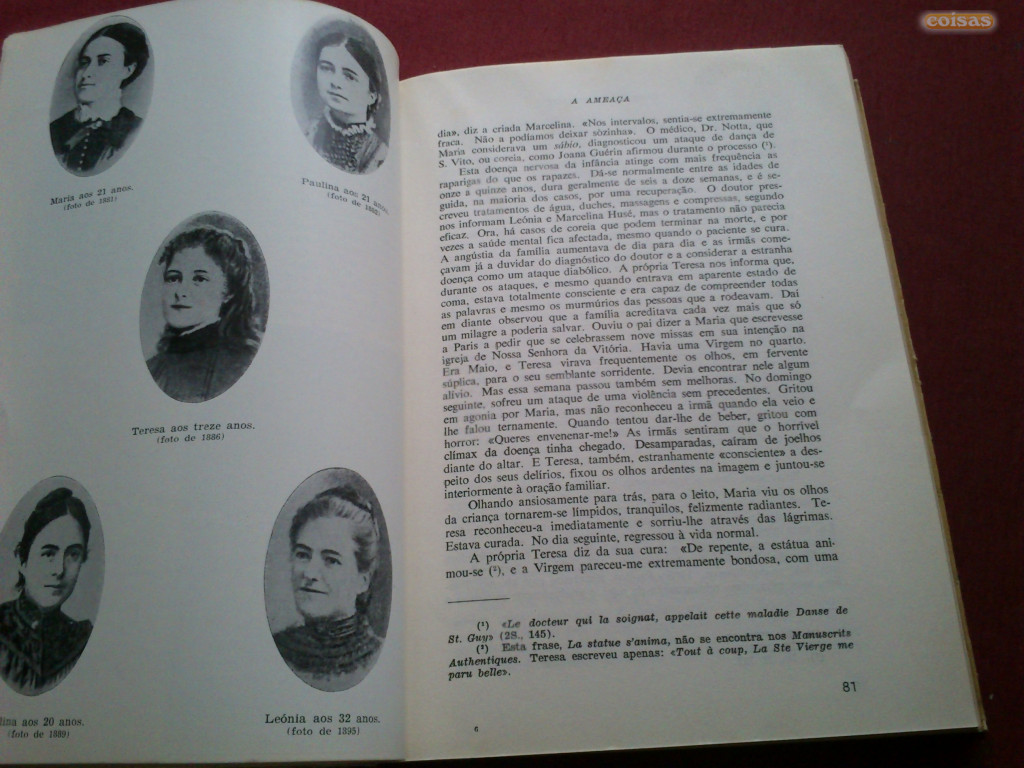 coisas
Maria aos 21 anos.
(foto de 1881)
Paulina aos 21 anos.
(foto de
Teresa aos treze anos.
(foto de 1886)
lina aos 20 anos.
(foto de 1889)
Leónia aos 32 anos.
(foto de 1895)
A AMEAÇA
dia», diz a criada Marcelina. «Nos intervalos, sentia-se extremamente
fraca. Não a podíamos deixar sòzinha». O médico, Dr. Notta, que
Maria considerava um sábio, diagnosticou um ataque de dança de
S. Vito, ou coreia, como Joana Guérin afirmou durante o processo (¹).
Esta doença nervosa da infância atinge com mais frequência as
raparigas do que os rapazes. Dá-se normalmente entre as idades de
onze a quinze anos, dura geralmente de seis a doze semanas, e é se-
guida, na maioria dos casos, por uma recuperação. O doutor pres-
creveu tratamentos de água, duches, massagens e compressas, segundo
nos informam Leônia e Marcelina Husé, mas o tratamento não parecia
eficaz. Ora, há casos de coreia que podem terminar na morte, e por
vezes a saúde mental fica afectada, mesmo quando o paciente se cura.
A angústia da família aumentava de dia para dia e as irmãs come-
çavam já a duvidar do diagnóstico do doutor e a considerar a estranha
doença como um ataque diabólico. A própria Teresa nos informa que,
durante os ataques, e mesmo quando entrava em aparente estado de
coma, estava totalmente consciente e era capaz de compreender todas
as palavras e mesmo os murmúrios das pessoas que a rodeavam. Daí
em diante observou que a família acreditava cada vez mais que só
um milagre a poderia salvar. Ouviu o pai dizer a Maria que escrevesse
a Paris a pedir que se celebrassem nove missas em sua intenção na
igreja de Nossa Senhora da Vitória. Havia uma Virgem no quarto.
Era Maio, e Teresa virava frequentemente os olhos, em fervente
súplica, para o seu semblante sorridente. Devia encontrar nele algum
alívio. Mas essa semana passou também sem melhoras. No domingo
seguinte, sofreu um ataque de uma violência sem precedentes. Gritou
em agonia por Maria, mas não reconheceu a irmã quando ela veio e
lhe falou ternamente. Quando tentou dar-lhe de beber, gritou com
horror: «Queres envenenar-me!» As irmãs sentiram que o horrível
clímax da doença tinha chegado. Desamparadas, caíram de joelhos
diante do altar. E Teresa, também, estranhamente «consciente» a des-
peito dos seus delírios, fixou os olhos ardentes na imagem e juntou-se
interiormente à oração familiar.
Olhando ansiosamente para trás, para o leito, Maria viu os olhos
da criança tornarem-se límpidos, tranquilos, felizmente radiantes. Te-
resa reconheceu-a imediatamente e sorriu-lhe através das lágrimas.
Estava curada. No dia seguinte, regressou à vida normal.
A própria Teresa diz da sua cura: «De repente, a estátua ani-
mou-se (²), e a Virgem pareceu-me extremamente bondosa, com uma
(¹) «Le docteur qui la soignat, appelait cette maladie Danse de
St. Guy» (2S., 145).
(²) Esta frase, La statue s'anima, não se encontra nos Manuscrits
Authentiques. Teresa escreveu apenas: «Tout à coup, La Ste Vierge me
paru belle».
81
6